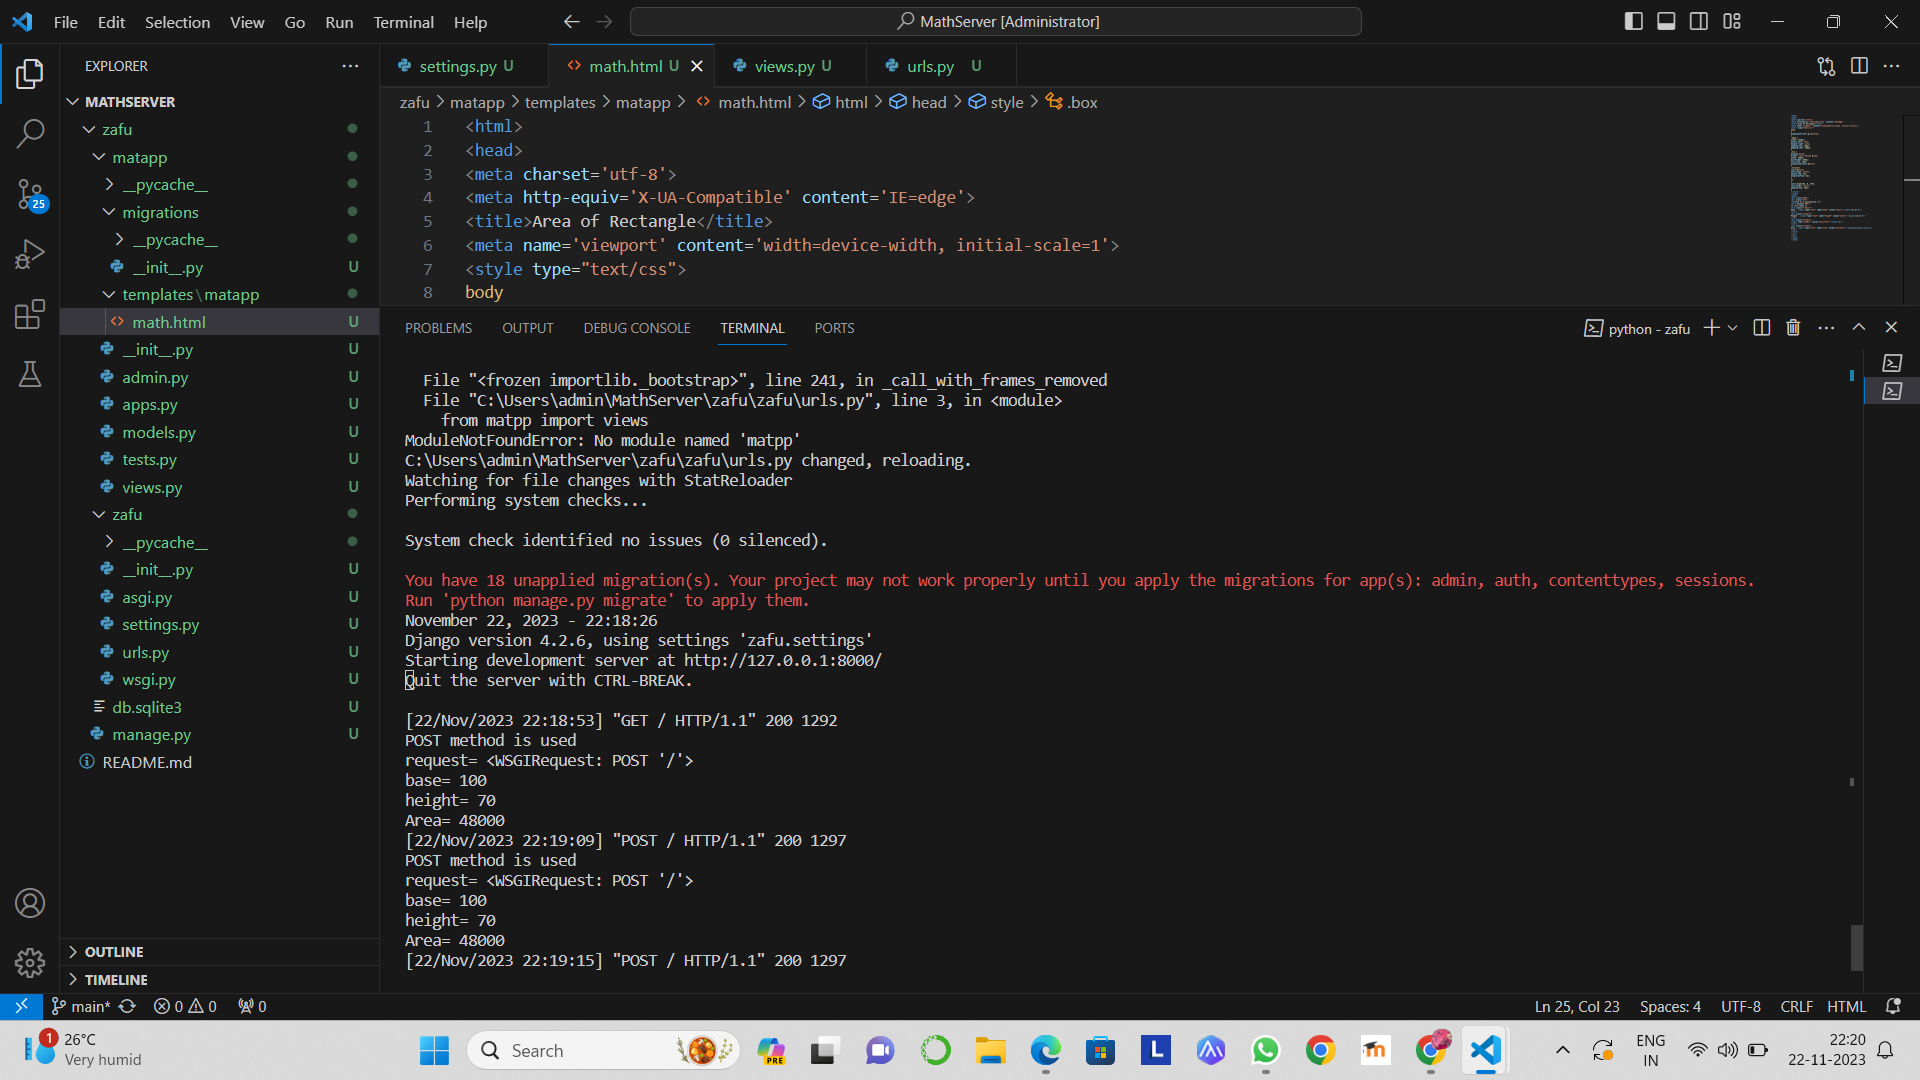 File Edit Selection View Go Run Terminal Help
MathServer [Administrator]
EXPLORER
MATHSERVER
zafu
matapp
__pycache__
migrations
__pycache__
__init__.py U
templates\matapp
math.html U
__init__.py U
admin.py U
apps.py U
models.py U
tests.py U
views.py U
zafu
__pycache__
__init__.py U
asgi.py U
settings.py U
urls.py U
wsgi.py U
db.sqlite3 U
manage.py U
README.md
OUTLINE
TIMELINE
25
settings.py U math.html U views.py U urls.py U
zafu > matapp > templates > matapp > math.html > html > head > style > .box
1 <html>
2 <head>
3 <meta charset='utf-8'>
4 <meta http-equiv='X-UA-Compatible' content='IE=edge'>
5 <title>Area of Rectangle</title>
6 <meta name='viewport' content='width=device-width, initial-scale=1'>
7 <style type="text/css">
8 body
PROBLEMS OUTPUT DEBUG CONSOLE TERMINAL PORTS
python - zafu
File "<frozen importlib._bootstrap>", line 241, in _call_with_frames_removed
File "C:\Users\admin\MathServer\zafu\zafu\urls.py", line 3, in <module>
from matpp import views
ModuleNotFoundError: No module named 'matpp'
C:\Users\admin\MathServer\zafu\zafu\urls.py changed, reloading.
Watching for file changes with StatReloader
Performing system checks...
System check identified no issues (0 silenced).
You have 18 unapplied migration(s). Your project may not work properly until you apply the migrations for app(s): admin, auth, contenttypes, sessions.
Run 'python manage.py migrate' to apply them.
November 22, 2023 - 22:18:26
Django version 4.2.6, using settings 'zafu.settings'
Starting development server at http://127.0.0.1:8000/
Quit the server with CTRL-BREAK.
[22/Nov/2023 22:18:53] "GET / HTTP/1.1" 200 1292
POST method is used
request= <WSGIRequest: POST '/'>
base= 100
height= 70
Area= 48000
[22/Nov/2023 22:19:09] "POST / HTTP/1.1" 200 1297
POST method is used
request= <WSGIRequest: POST '/'>
base= 100
height= 70
Area= 48000
[22/Nov/2023 22:19:15] "POST / HTTP/1.1" 200 1297
main* 0 0 0
Ln 25, Col 23 Spaces: 4 UTF-8 CRLF HTML
1 26°C
Very humid
Search
PRE
L
m
ENG
IN
22:20
22-11-2023